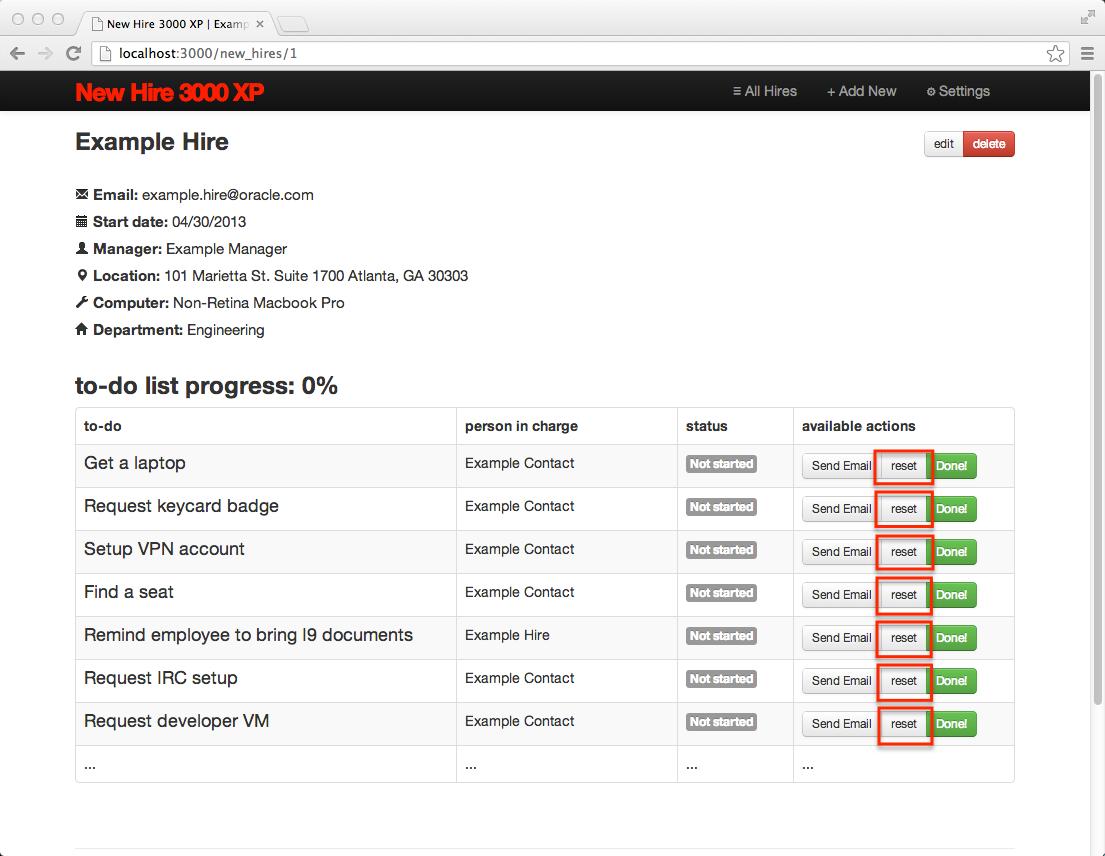 New Hire 3000 XP | Examp
localhost:3000/new_hires/1
New Hire 3000 XP
All Hires + Add New Settings
Example Hire
edit delete
Email: example.hire@oracle.com
Start date: 04/30/2013
Manager: Example Manager
Location: 101 Marietta St. Suite 1700 Atlanta, GA 30303
Computer: Non-Retina Macbook Pro
Department: Engineering
to-do list progress: 0%
to-do person in charge status available actions
Get a laptop Example Contact Not started Send Email reset Done!
Request keycard badge Example Contact Not started Send Email reset Done!
Setup VPN account Example Contact Not started Send Email reset Done!
Find a seat Example Contact Not started Send Email reset Done!
Remind employee to bring I9 documents Example Hire Not started Send Email reset Done!
Request IRC setup Example Contact Not started Send Email reset Done!
Request developer VM Example Contact Not started Send Email reset Done!
... ... ... ...